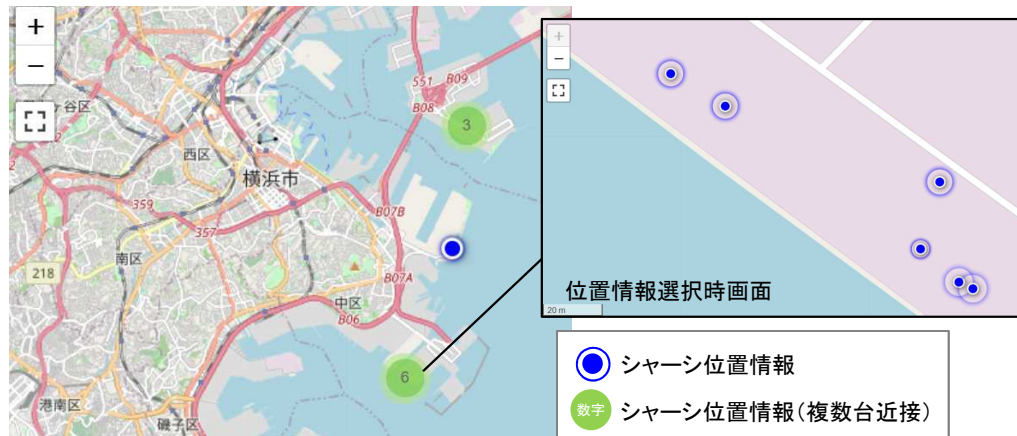 +
−
ヶ谷区
西区
横浜市
551
B09
B08
3
359
357
B07B
南区
218
B07A
中区
B06
6
港南区
磯子区
+
−
位置情報選択時画面
20 m
シャーシ位置情報
数字 シャーシ位置情報(複数台近接)